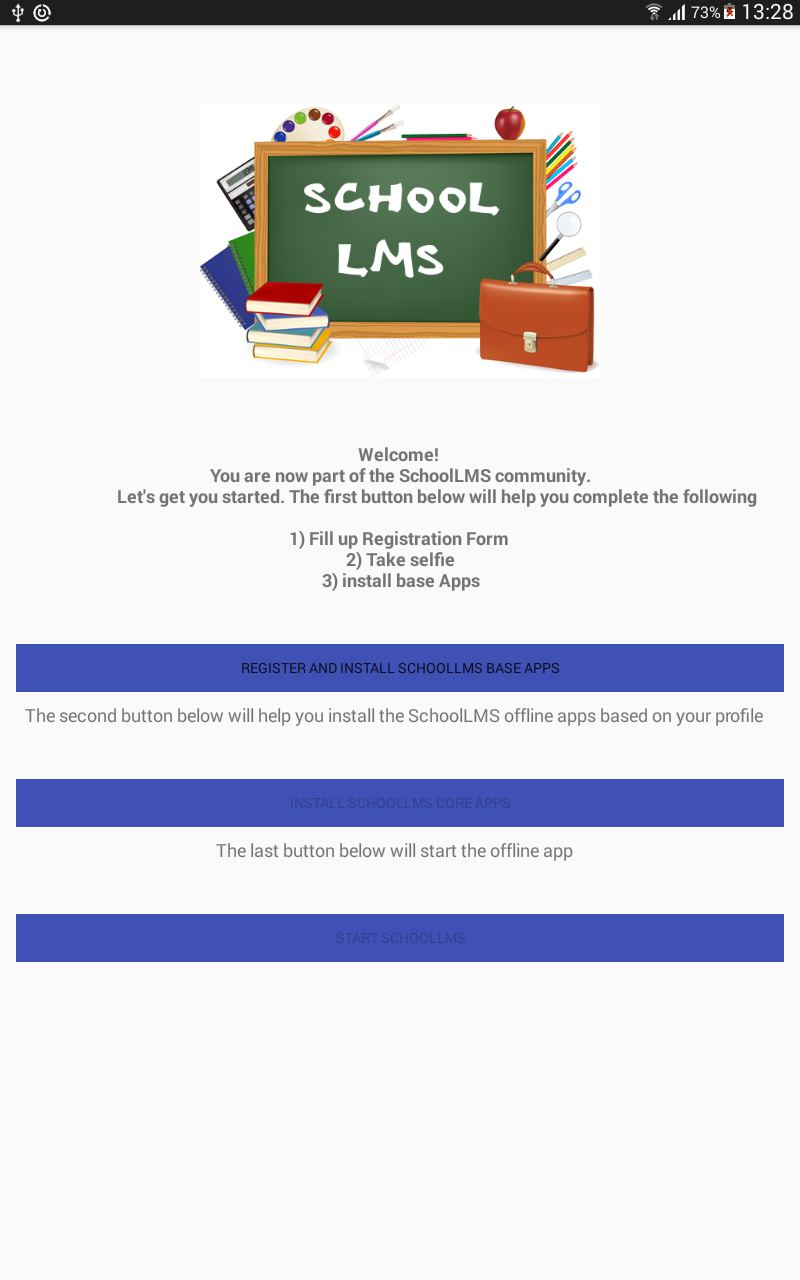 73% 13:28
SCHOOL
LMS
Welcome!
You are now part of the SchoolLMS community.
Let's get you started. The first button below will help you complete the following
1) Fill up Registration Form
2) Take selfie
3) install base Apps
REGISTER AND INSTALL SCHOOLLMS BASE APPS
The second button below will help you install the SchoolLMS offline apps based on your profile
INSTALL SCHOOLLMS CORE APPS
The last button below will start the offline app
START SCHOOLLMS